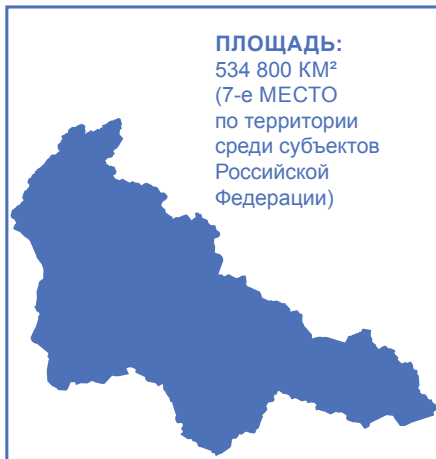 ПЛОЩАДЬ:
534 800 КМ²
(7-е МЕСТО
по территории
среди субъектов
Российской
Федерации)